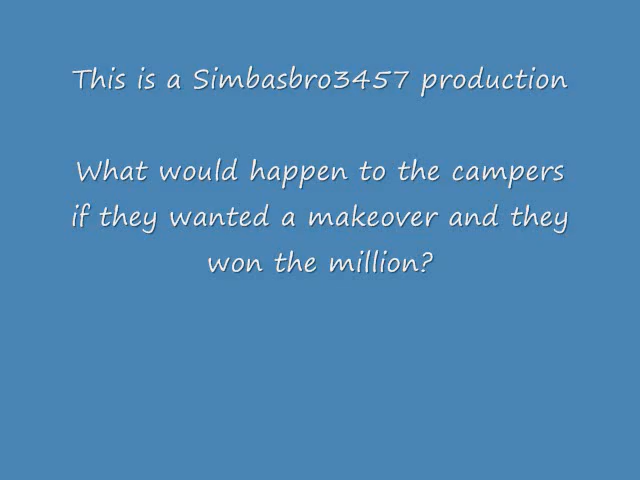 This is a Simbasbro3457 production
What would happen to the campers
if they wanted a makeover and they
won the million?